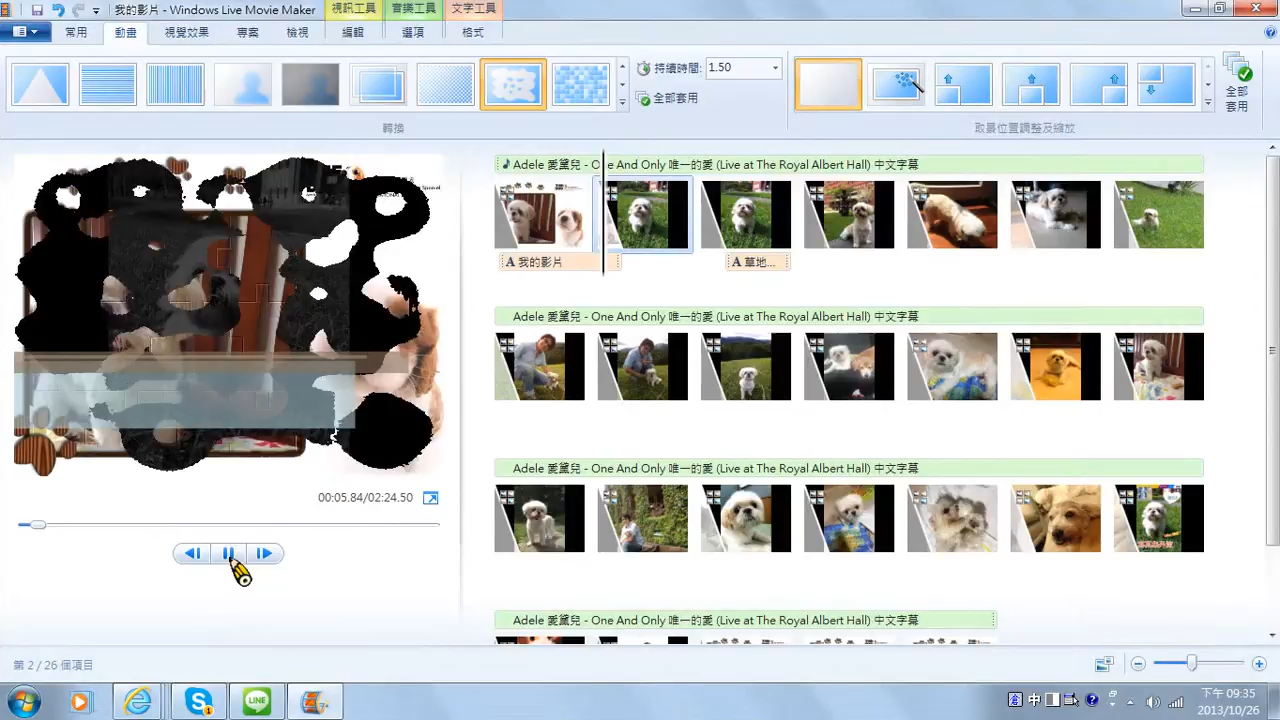 我的影片 - Windows Live Movie Maker
視訊工具
音樂工具
文字工具
常用
動畫
視覺效果
專案
檢視
編輯
選項
格式
持續時間: 1.50
全部套用
轉換
全部
套用
取景位置調整及縮放
Adele 愛黛兒 - One And Only 唯一的愛 (Live at The Royal Albert Hall) 中文字幕
A 我的影片
A 草地...
Adele 愛黛兒 - One And Only 唯一的愛 (Live at The Royal Albert Hall) 中文字幕
Adele 愛黛兒 - One And Only 唯一的愛 (Live at The Royal Albert Hall) 中文字幕
Adele 愛黛兒 - One And Only 唯一的愛 (Live at The Royal Albert Hall) 中文字幕
00:05.84/02:24.50
第 2 / 26 個項目
LINE
中
下午 09:35
2013/10/26